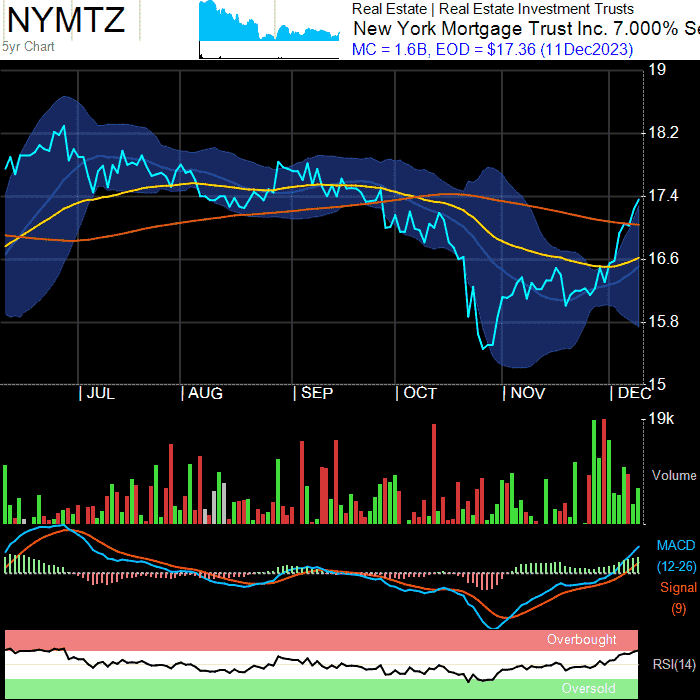 NYMTZ
5yr Chart
Real Estate | Real Estate Investment Trusts
New York Mortgage Trust Inc. 7.000% Se
MC = 1.6B, EOD = $17.36 (11Dec2023)
19
18.2
17.4
16.6
15.8
15
JUL AUG SEP OCT NOV DEC
19k
Volume
MACD
(12-26)
Signal
(9)
Overbought
RSI(14)
Oversold